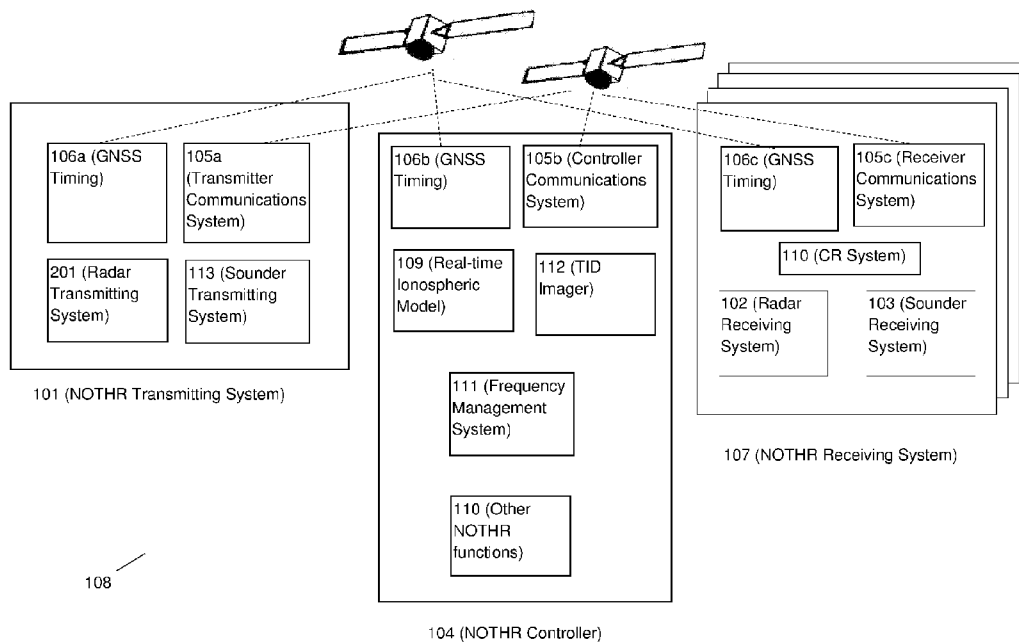 106a (GNSS
Timing)
105a
(Transmitter
Communications
System)
201 (Radar
Transmitting
System)
113 (Sounder
Transmitting
System)
101 (NOTHR Transmitting System)
106b (GNSS
Timing)
105b (Controller
Communications
System)
109 (Real-time
Ionospheric
Model)
112 (TID
Imager)
111 (Frequency
Management
System)
110 (Other
NOTHR
functions)
104 (NOTHR Controller)
106c (GNSS
Timing)
105c (Receiver
Communications
System)
110 (CR System)
102 (Radar
Receiving
System)
103 (Sounder
Receiving
System)
107 (NOTHR Receiving System)
108